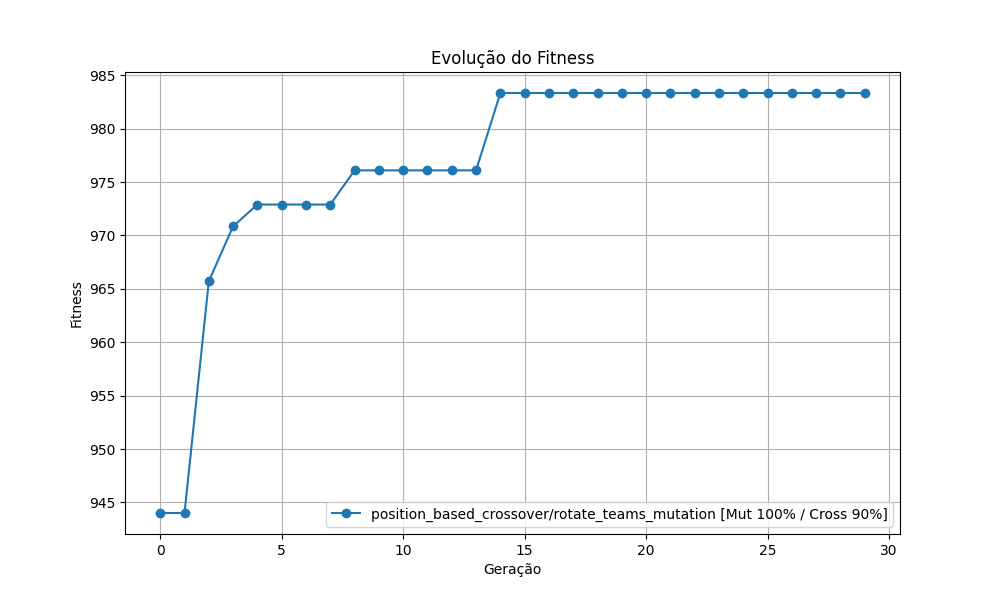 Evolução do Fitness
985
980
975
970
965
960
955
950
945
Fitness
position_based_crossover/rotate_teams_mutation [Mut 100% / Cross 90%]
0 5 10 15 20 25 30
Geração